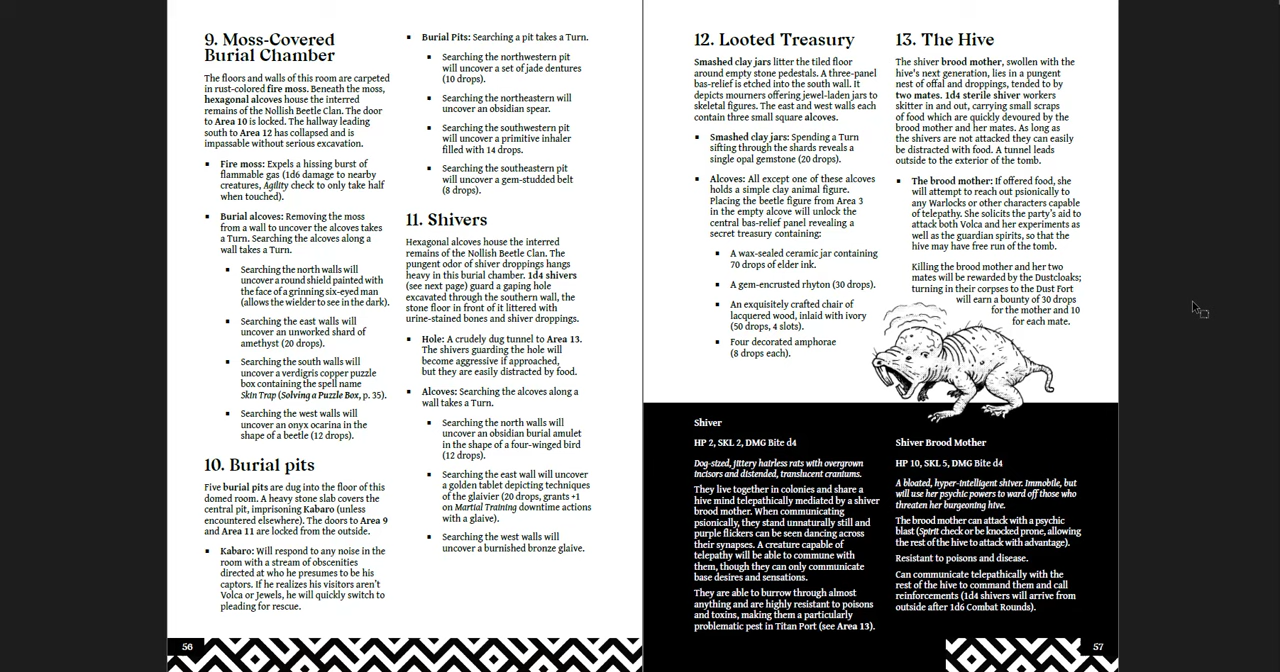 9. Moss-Covered
Burial Chamber
The floors and walls of this room are carpeted
in rust-colored fire moss. Beneath the moss,
hexagonal alcoves house the interred
remains of the Nollish Beetle Clan. The door
to Area 10 is locked. The hallway leading
south to Area 12 has collapsed and is
impassable without serious excavation.
▪ Fire moss: Expels a hissing burst of
flammable gas (1d6 damage to nearby
creatures, Agility check to only take half
when touched).
▪ Burial alcoves: Removing the moss
from a wall to uncover the alcoves takes
a Turn. Searching the alcoves along a
wall takes a Turn.
▪ Searching the north walls will
uncover a round shield painted with
the face of a grinning six-eyed man
(allows the wielder to see in the dark).
▪ Searching the east walls will
uncover an unworked shard of
amethyst (20 drops).
▪ Searching the south walls will
uncover a verdigris copper puzzle
box containing the spell name
Skin Trap (Solving a Puzzle Box, p. 35).
▪ Searching the west walls will
uncover an onyx ocarina in the
shape of a beetle (12 drops).
10. Burial pits
Five burial pits are dug into the floor of this
domed room. A heavy stone slab covers the
central pit, imprisoning Kabaro (unless
encountered elsewhere). The doors to Area 9
and Area 11 are locked from the outside.
▪ Kabaro: Will respond to any noise in the
room with a stream of obscenities
directed at who he presumes to be his
captors. If he realizes his visitors aren't
Volca or Jewels, he will quickly switch to
pleading for rescue.
▪ Burial Pits: Searching a pit takes a Turn.
▪ Searching the northwestern pit
will uncover a set of jade dentures
(10 drops).
▪ Searching the northeastern will
uncover an obsidian spear.
▪ Searching the southwestern pit
will uncover a primitive inhaler
filled with 14 drops.
▪ Searching the southeastern pit
will uncover a gem-studded belt
(8 drops).
11. Shivers
Hexagonal alcoves house the interred
remains of the Nollish Beetle Clan. The
pungent odor of shiver droppings hangs
heavy in this burial chamber. 1d4 shivers
(see next page) guard a gaping hole
excavated through the southern wall, the
stone floor in front of it littered with
urine-stained bones and shiver droppings.
▪ Hole: A crudely dug tunnel to Area 13.
The shivers guarding the hole will
become aggressive if approached,
but they are easily distracted by food.
▪ Alcoves: Searching the alcoves along a
wall takes a Turn.
▪ Searching the north walls will
uncover an obsidian burial amulet
in the shape of a four-winged bird
(12 drops).
▪ Searching the east wall will uncover
a golden tablet depicting techniques
of the glaivier (20 drops, grants +1
on Martial Training downtime actions
with a glaive).
▪ Searching the west walls will
uncover a burnished bronze glaive.
56
12. Looted Treasury
Smashed clay jars litter the tiled floor
around empty stone pedestals. A three-panel
bas-relief is etched into the south wall. It
depicts mourners offering jewel-laden jars to
skeletal figures. The east and west walls each
contain three small square alcoves.
▪ Smashed clay jars: Spending a Turn
sifting through the shards reveals a
single opal gemstone (20 drops).
▪ Alcoves: All except one of these alcoves
holds a simple clay animal figure.
Placing the beetle figure from Area 3
in the empty alcove will unlock the
central bas-relief panel revealing a
secret treasury containing:
▪ A wax-sealed ceramic jar containing
70 drops of elder ink.
▪ A gem-encrusted rhyton (30 drops).
▪ An exquisitely crafted chair of
lacquered wood, inlaid with ivory
(50 drops, 4 slots).
▪ Four decorated amphorae
(8 drops each).
13. The Hive
The shiver brood mother, swollen with the
hive's next generation, lies in a pungent
nest of offal and droppings, tended to by
two mates. 1d4 sterile shiver workers
skitter in and out, carrying small scraps
of food which are quickly devoured by the
brood mother and her mates. As long as
the shivers are not attacked they can easily
be distracted with food. A tunnel leads
outside to the exterior of the tomb.
▪ The brood mother: If offered food, she
will attempt to reach out psionically to
any Warlocks or other characters capable
of telepathy. She solicits the party's aid to
attack both Volca and her experiments as
well as the guardian spirits, so that the
hive may have free run of the tomb.
Killing the brood mother and her two
mates will be rewarded by the Dustcloaks;
turning in their corpses to the Dust Fort
will earn a bounty of 30 drops
for the mother and 10
for each mate.
Shiver
HP 2, SKL 2, DMG Bite d4
Dog-sized, jittery hairless rats with overgrown
incisors and distended, translucent craniums.
They live together in colonies and share a
hive mind telepathically mediated by a shiver
brood mother. When communicating
psionically, they stand unnaturally still and
purple flickers can be seen dancing across
their synapses. A creature capable of
telepathy will be able to commune with
them, though they can only communicate
base desires and sensations.
They are able to burrow through almost
anything and are highly resistant to poisons
and toxins, making them a particularly
problematic pest in Titan Port (see Area 13).
Shiver Brood Mother
HP 10, SKL 5, DMG Bite d4
A bloated, hyper-intelligent shiver. Immobile, but
will use her psychic powers to ward off those who
threaten her burgeoning hive.
The brood mother can attack with a psychic
blast (Spirit check or be knocked prone, allowing
the rest of the hive to attack with advantage).
Resistant to poisons and disease.
Can communicate telepathically with the
rest of the hive to command them and call
reinforcements (1d4 shivers will arrive from
outside after 1d6 Combat Rounds).
57